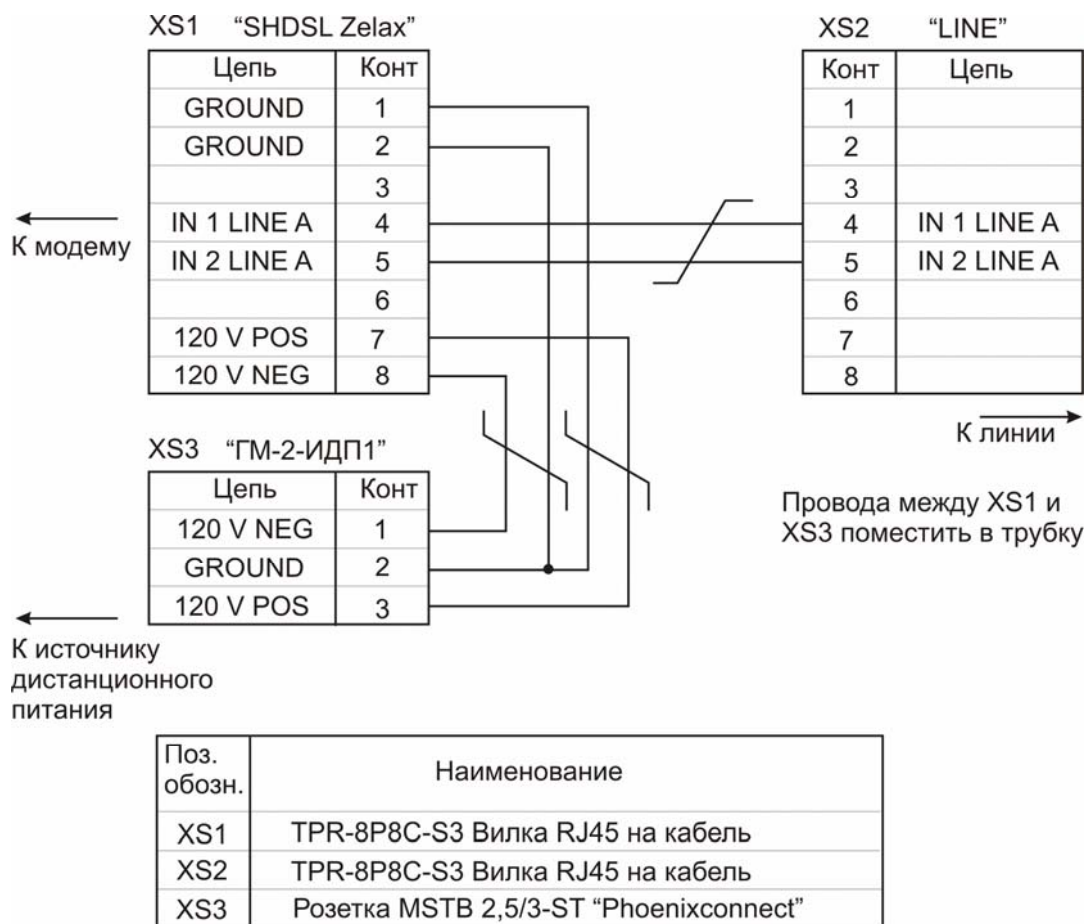 XS1 “SHDSL Zelax”
Цепь Конт
GROUND 1
GROUND 2
3
IN 1 LINE A 4
IN 2 LINE A 5
6
120 V POS 7
120 V NEG 8
К модему
XS2 “LINE”
Конт Цепь
1
2
3
4 IN 1 LINE A
5 IN 2 LINE A
6
7
8
К линии
XS3 “ГМ-2-ИДП1”
Цепь Конт
120 V NEG 1
GROUND 2
120 V POS 3
К источнику
дистанционного
питания
Провода между XS1 и
XS3 поместить в трубку
Поз.
обозн.
Наименование
XS1 TPR-8P8C-S3 Вилка RJ45 на кабель
XS2 TPR-8P8C-S3 Вилка RJ45 на кабель
XS3 Розетка MSTB 2,5/3-ST “Phoenixconnect”